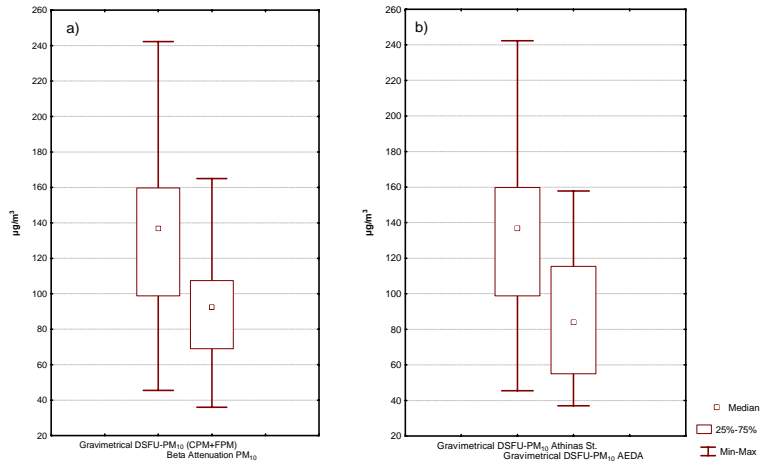 a)
260
240
220
200
180
160
140
120
100
80
60
40
20
µg/m³
Gravimetrical DSFU-PM₁₀ (CPM+FPM)
Beta Attenuation PM₁₀
b)
260
240
220
200
180
160
140
120
100
80
60
40
20
µg/m³
Gravimetrical DSFU-PM₁₀ Athinas St.
Gravimetrical DSFU-PM₁₀ AEDA
Median
25%-75%
Min-Max